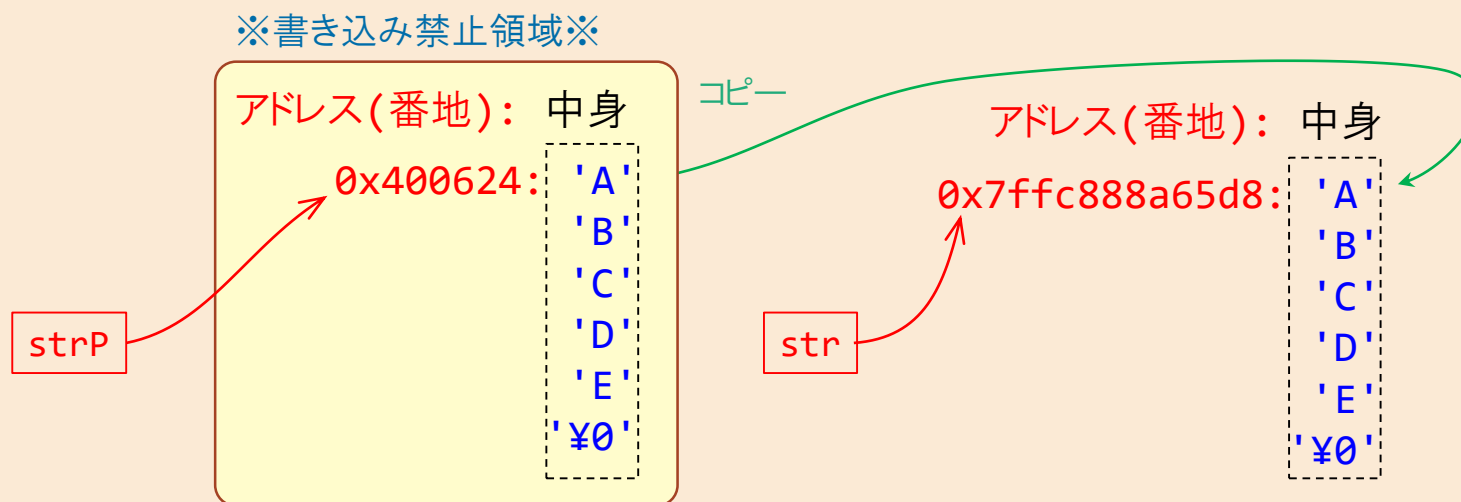 ※書き込み禁止領域※
アドレス(番地): 中身
0x400624: 'A'
'B'
'C'
'D'
'E'
'¥0'
strP
コピー
アドレス(番地): 中身
0x7ffc888a65d8: 'A'
'B'
'C'
'D'
'E'
'¥0'
str